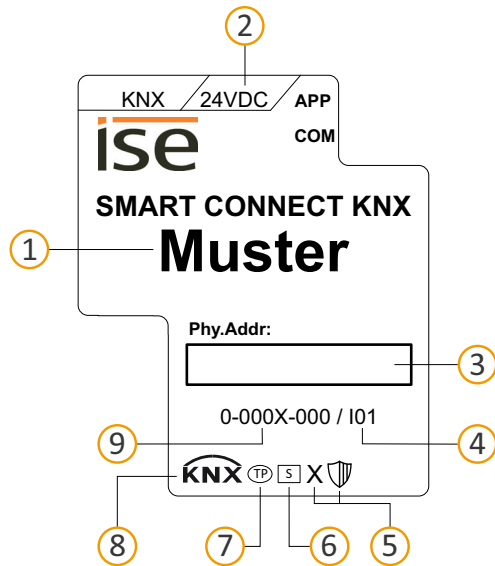 2
KNX 24VDC APP
COM
ise
SMART CONNECT KNX
1 Muster
Phy.Addr:
3
0-000X-000 / I01
9 4
KNX TP S X
8 7 6 5